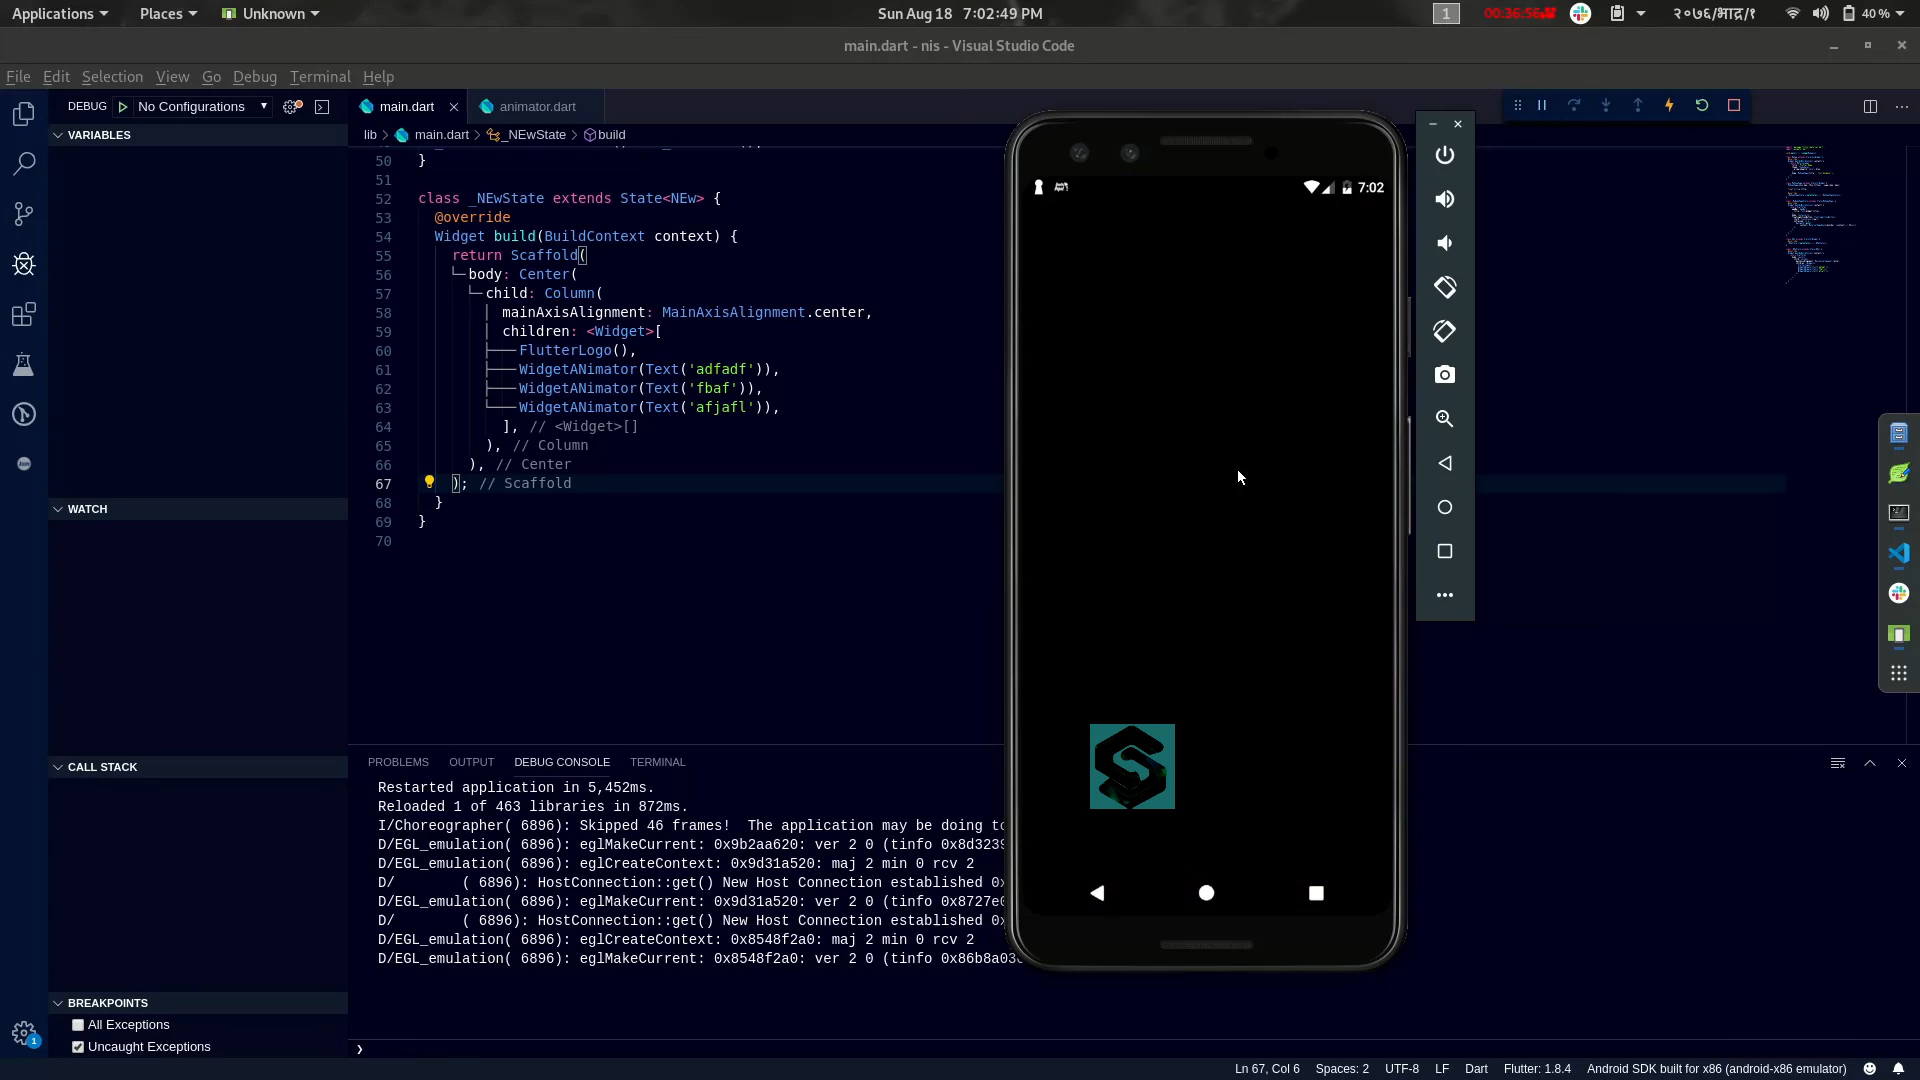 Applications Places Unknown Sun Aug 18 7:02:49 PM 1 00:36:56 २०७६/भाद्र/१ 40 %
main.dart - nis - Visual Studio Code
File Edit Selection View Go Debug Terminal Help
DEBUG No Configurations main.dart animator.dart
VARIABLES
lib > main.dart > _NEwState > build
50 }
51
52 class _NEwState extends State<NEw> {
53 @override
54 Widget build(BuildContext context) {
55 return Scaffold(
56 body: Center(
57 child: Column(
58 mainAxisAlignment: MainAxisAlignment.center,
59 children: <Widget>[
60 FlutterLogo(),
61 WidgetANimator(Text('adfadf')),
62 WidgetANimator(Text('fbaf')),
63 WidgetANimator(Text('afjafl')),
64 ], // <Widget>[]
65 ), // Column
66 ), // Center
67 ); // Scaffold
68 }
69 }
70
7:02
WATCH
CALL STACK
BREAKPOINTS
All Exceptions
Uncaught Exceptions
1
PROBLEMS OUTPUT DEBUG CONSOLE TERMINAL
Restarted application in 5,452ms.
Reloaded 1 of 463 libraries in 872ms.
I/Choreographer( 6896): Skipped 46 frames!  The application may be doing to
D/EGL_emulation( 6896): eglMakeCurrent: 0x9b2aa620: ver 2 0 (tinfo 0x8d3239
D/EGL_emulation( 6896): eglCreateContext: 0x9d31a520: maj 2 min 0 rcv 2
D/        ( 6896): HostConnection::get() New Host Connection established 0x
D/EGL_emulation( 6896): eglMakeCurrent: 0x9d31a520: ver 2 0 (tinfo 0x8727e0
D/        ( 6896): HostConnection::get() New Host Connection established 0x
D/EGL_emulation( 6896): eglCreateContext: 0x8548f2a0: maj 2 min 0 rcv 2
D/EGL_emulation( 6896): eglMakeCurrent: 0x8548f2a0: ver 2 0 (tinfo 0x86b8a03
Ln 67, Col 6 Spaces: 2 UTF-8 LF Dart Flutter: 1.8.4 Android SDK built for x86 (android-x86 emulator)